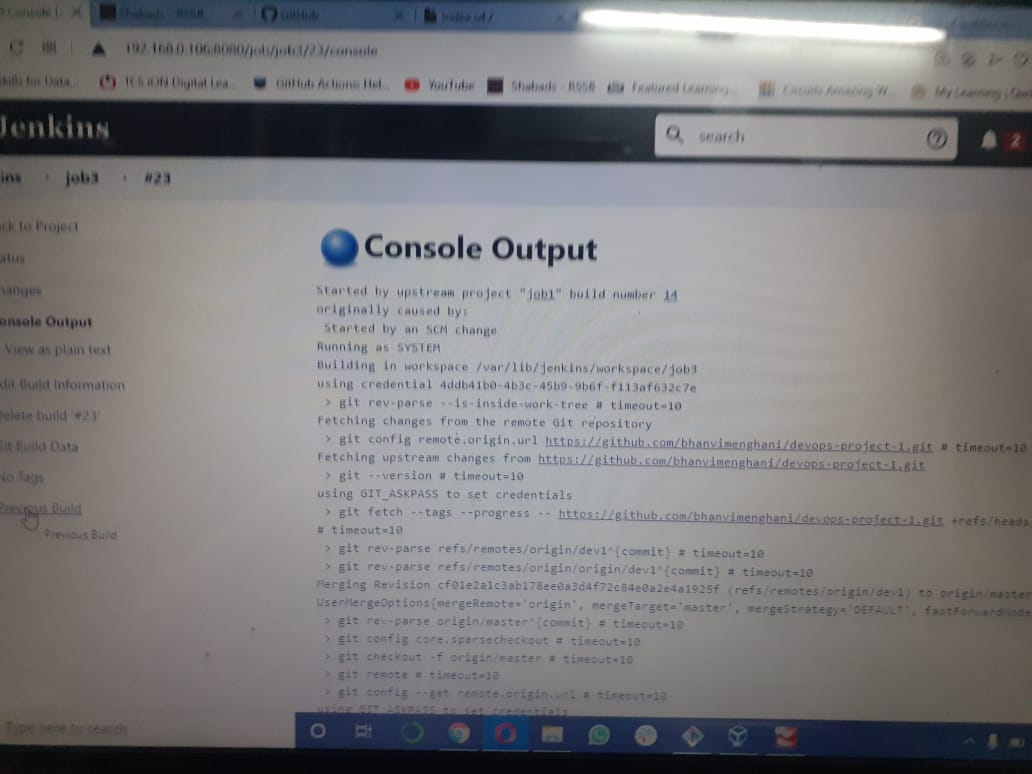 Console
Shabads RSSB
GitHub
Index of /
192.168.0.106:8080/job/job3/23/console
skills for Data...
TCS iON Digital Lea...
GitHub Actions Hel...
YouTube
Shabads - RSSB
Featured Learning...
Circuits Amazing W...
My Learning
Jenkins
search
2
ins
job3
#23
ck to Project
atus
hanges
onsole Output
View as plain text
dit Build Information
Delete build '#23'
Git Build Data
No Tags
Previous Build
Previous Build
Console Output
Started by upstream project "job1" build number 14
originally caused by:
Started by an SCM change
Running as SYSTEM
Building in workspace /var/lib/jenkins/workspace/job3
using credential 4ddb41b0-4b3c-45b9-9b6f-f113af632c7e
> git rev-parse --is-inside-work-tree # timeout=10
Fetching changes from the remote Git repository
> git config remote.origin.url https://github.com/bhanvimenghani/devops-project-1.git # timeout=10
Fetching upstream changes from https://github.com/bhanvimenghani/devops-project-1.git
> git --version # timeout=10
using GIT_ASKPASS to set credentials
> git fetch --tags --progress -- https://github.com/bhanvimenghani/devops-project-1.git +refs/heads
# timeout=10
> git rev-parse refs/remotes/origin/dev1^{commit} # timeout=10
> git rev-parse refs/remotes/origin/origin/dev1^{commit} # timeout=10
Merging Revision cf01e2a1c3ab178ee0a3d4f72c84e0a2e4a1925f (refs/remotes/origin/dev1) to origin/master
UserMergeOptions{mergeRemote='origin', mergeTarget='master', mergeStrategy='DEFAULT', fastForwardMode
> git rev-parse origin/master^{commit} # timeout=10
> git config core.sparsecheckout # timeout=10
> git checkout -f origin/master # timeout=10
> git remote # timeout=10
> git config --get remote.origin.url # timeout=10
using GIT_ASKPASS to set credentials
Type here to search